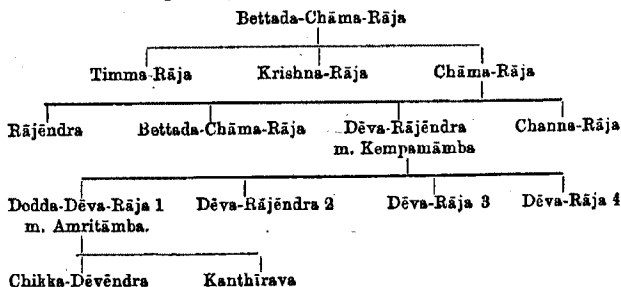 Bettada-Chāma-Rāja
Timma-Rāja Krishna-Rāja Chāma-Rāja
Rājēndra Bettada-Chāma-Rāja Dēva-Rājēndra Channa-Rāja
m. Kempamāmba
Dodda-Dēva-Rāja 1 Dēva-Rājēndra 2 Dēva-Rāja 3 Dēva-Rāja 4
m. Amritāmba.
Chikka-Dēvēndra Kanthīrava